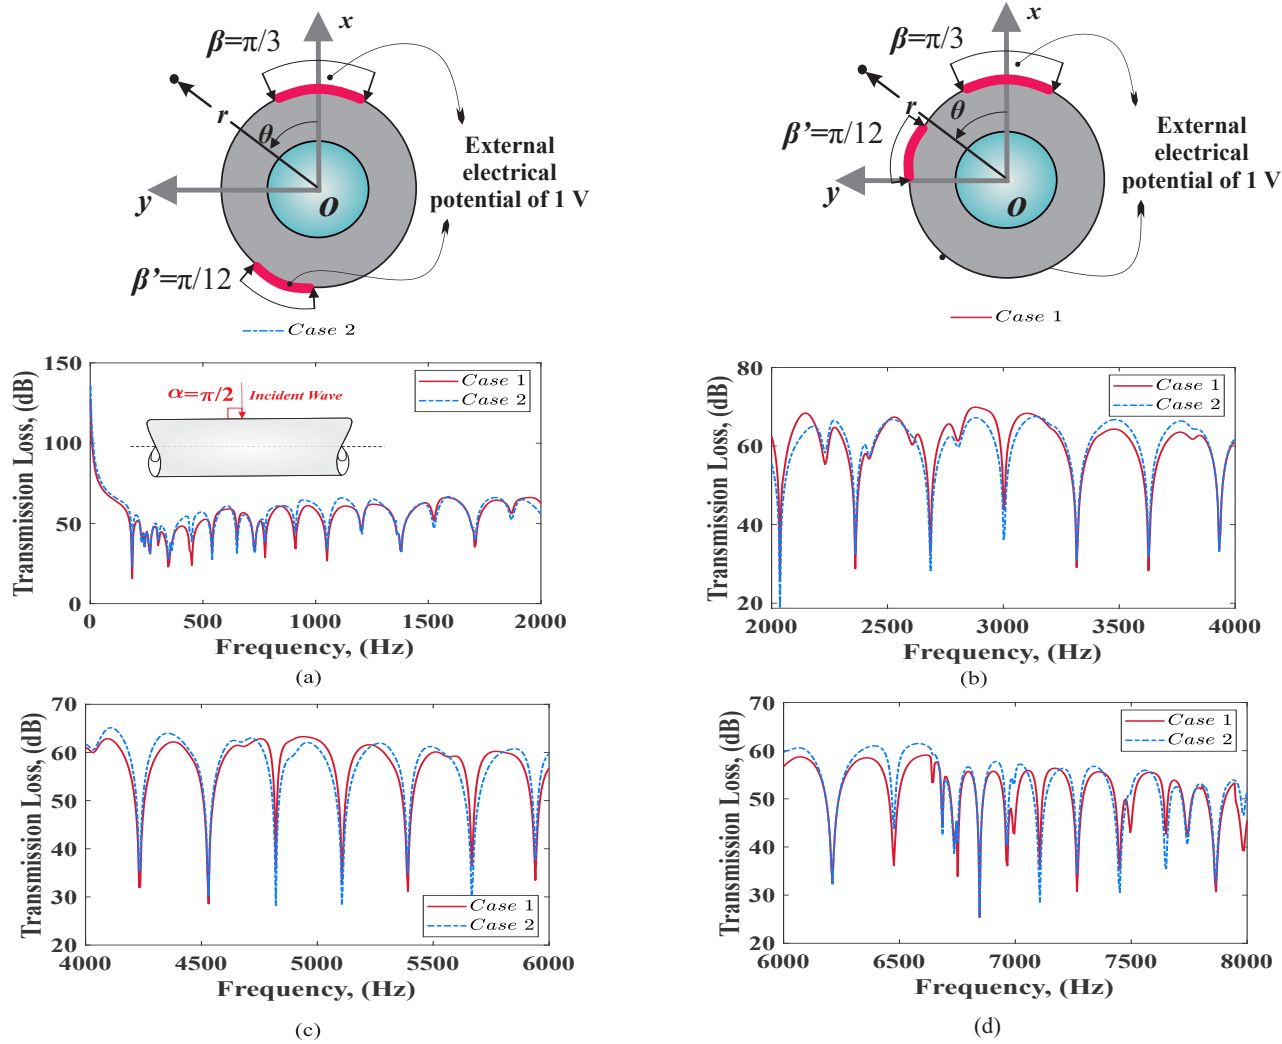 x
β=π/3
r
θ
External
electrical
potential of 1 V
y
O
β’=π/12
Case 2
x
β=π/3
r
θ
β’=π/12
External
electrical
potential of 1 V
y
O
Case 1
Transmission Loss, (dB)
150
100
50
0
α=π/2 Incident Wave
Case 1
Case 2
0 500 1000 1500 2000
Frequency, (Hz)
(a)
Transmission Loss, (dB)
80
60
40
20
Case 1
Case 2
2000 2500 3000 3500 4000
Frequency, (Hz)
(b)
Transmission Loss, (dB)
70
60
50
40
30
20
Case 1
Case 2
4000 4500 5000 5500 6000
Frequency, (Hz)
(c)
Transmission Loss, (dB)
70
60
50
40
30
20
Case 1
Case 2
6000 6500 7000 7500 8000
Frequency, (Hz)
(d)